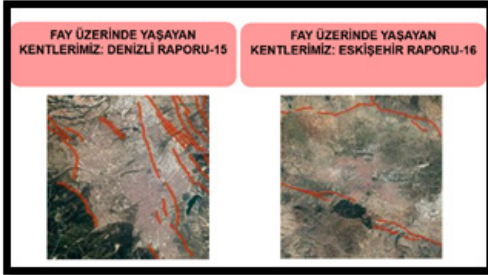 FAY ÜZERİNDE YAŞAYAN
KENTLERİMİZ: DENİZLİ RAPORU-15
FAY ÜZERİNDE YAŞAYAN
KENTLERİMİZ: ESKİŞEHİR RAPORU-16